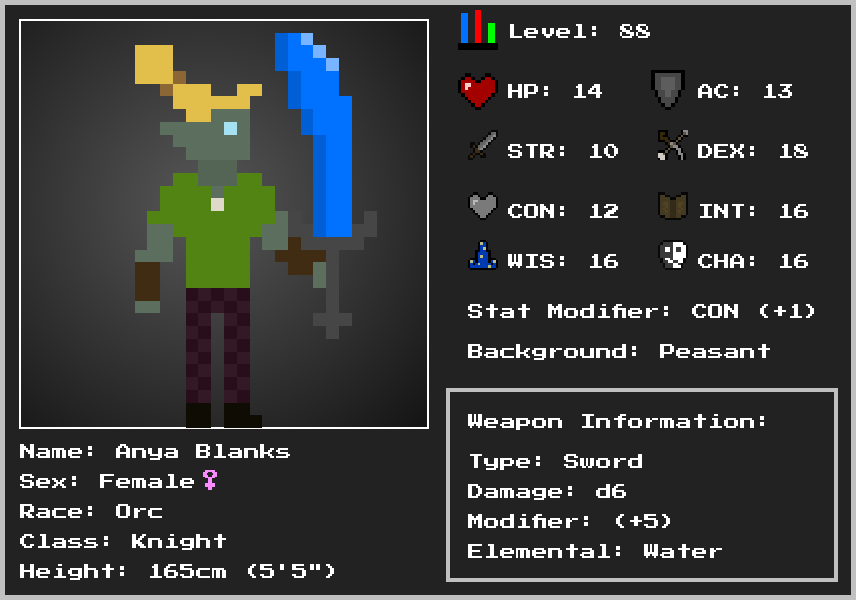 Level: 88
HP: 14 AC: 13
STR: 10 DEX: 18
CON: 12 INT: 16
WIS: 16 CHA: 16
Stat Modifier: CON (+1)
Background: Peasant
Weapon Information:
Type: Sword
Damage: d6
Modifier: (+5)
Elemental: Water
Name: Anya Blanks
Sex: Female♀
Race: Orc
Class: Knight
Height: 165cm (5'5")